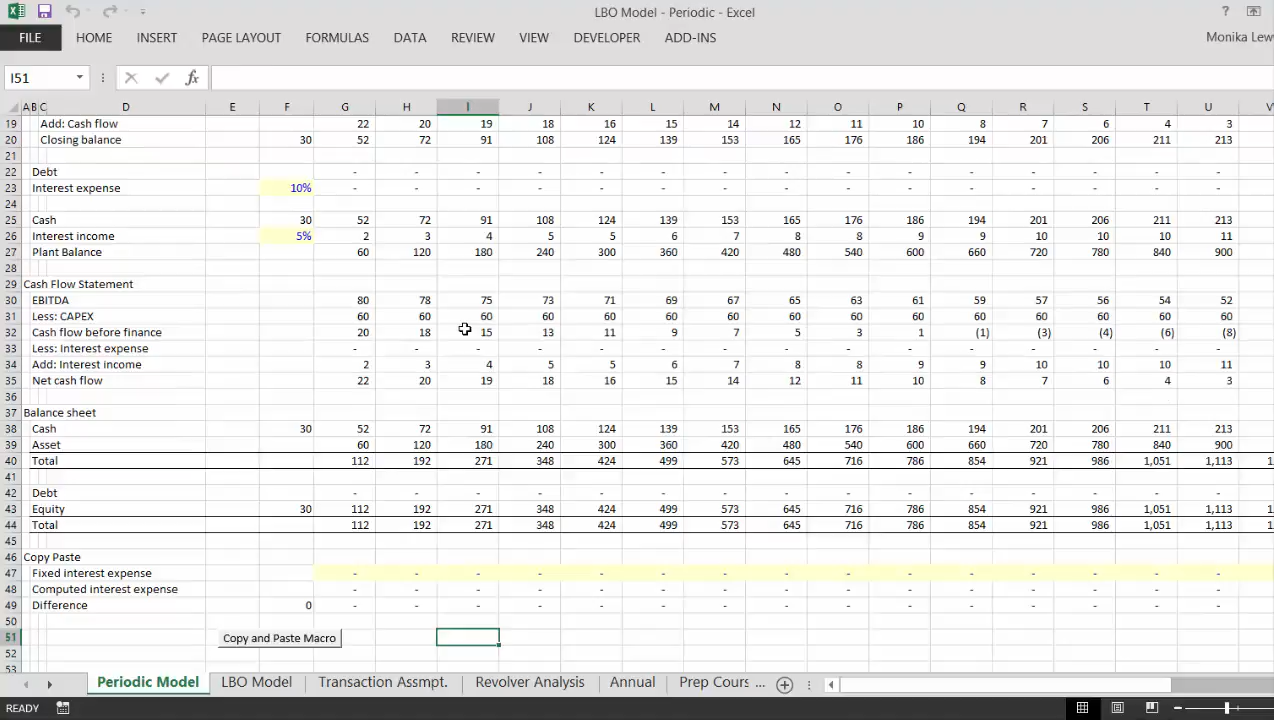 LBO Model - Periodic - Excel ?
FILE HOME INSERT PAGE LAYOUT FORMULAS DATA REVIEW VIEW DEVELOPER ADD-INS Monika Lew
I51 fx
A B C D E F G H I J K L M N O P Q R S T U
19 Add: Cash flow 22 20 19 18 16 15 14 12 11 10 8 7 6 4 3
20 Closing balance 30 52 72 91 108 124 139 153 165 176 186 194 201 206 211 213
21
22 Debt - - - - - - - - - - - - - - -
23 Interest expense 10% - - - - - - - - - - - - - - -
24
25 Cash 30 52 72 91 108 124 139 153 165 176 186 194 201 206 211 213
26 Interest income 5% 2 3 4 5 5 6 7 8 8 9 9 10 10 10 11
27 Plant Balance 60 120 180 240 300 360 420 480 540 600 660 720 780 840 900
28
29 Cash Flow Statement
30 EBITDA 80 78 75 73 71 69 67 65 63 61 59 57 56 54 52
31 Less: CAPEX 60 60 60 60 60 60 60 60 60 60 60 60 60 60 60
32 Cash flow before finance 20 18 15 13 11 9 7 5 3 1 (1) (3) (4) (6) (8)
33 Less: Interest expense - - - - - - - - - - - - - - -
34 Add: Interest income 2 3 4 5 5 6 7 8 8 9 9 10 10 10 11
35 Net cash flow 22 20 19 18 16 15 14 12 11 10 8 7 6 4 3
36
37 Balance sheet
38 Cash 30 52 72 91 108 124 139 153 165 176 186 194 201 206 211 213
39 Asset 60 120 180 240 300 360 420 480 540 600 660 720 780 840 900
40 Total 112 192 271 348 424 499 573 645 716 786 854 921 986 1,051 1,113 1,
41
42 Debt - - - - - - - - - - - - - - -
43 Equity 30 112 192 271 348 424 499 573 645 716 786 854 921 986 1,051 1,113 1,
44 Total 112 192 271 348 424 499 573 645 716 786 854 921 986 1,051 1,113 1,
45
46 Copy Paste
47 Fixed interest expense - - - - - - - - - - - - - - -
48 Computed interest expense - - - - - - - - - - - - - - -
49 Difference 0 - - - - - - - - - - - - - - -
50
51 Copy and Paste Macro
52
53
Periodic Model LBO Model Transaction Assmpt. Revolver Analysis Annual Prep Cours ...
READY